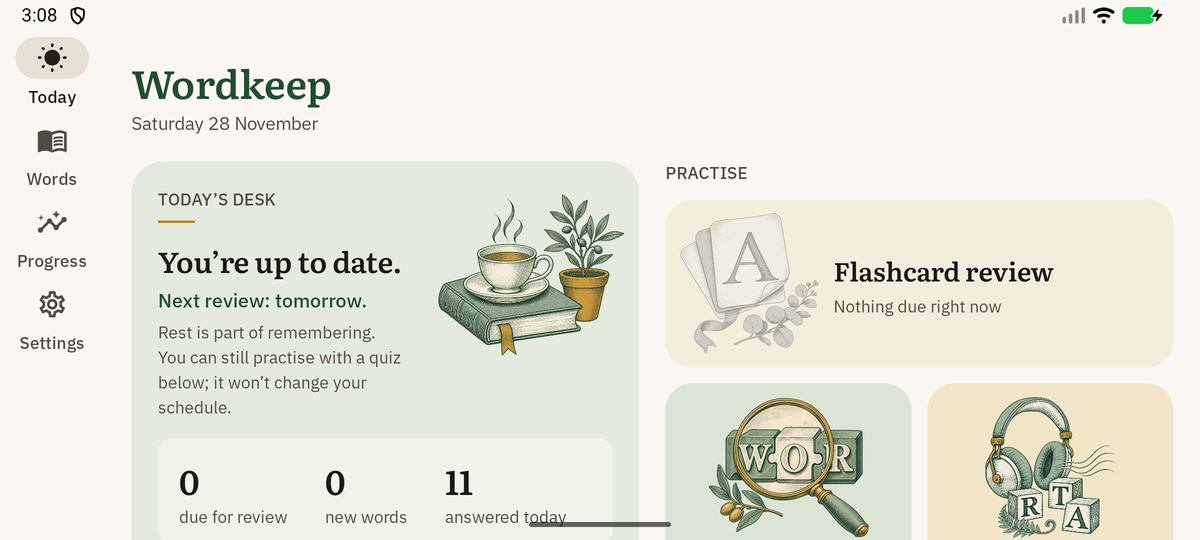 3:08
Today
Words
Progress
Settings
Wordkeep
Saturday 28 November
TODAY’S DESK
You’re up to date.
Next review: tomorrow.
Rest is part of remembering.
You can still practise with a quiz
below; it won’t change your
schedule.
0
due for review
0
new words
11
answered today
PRACTISE
A
Flashcard review
Nothing due right now
WOR
R
T
A